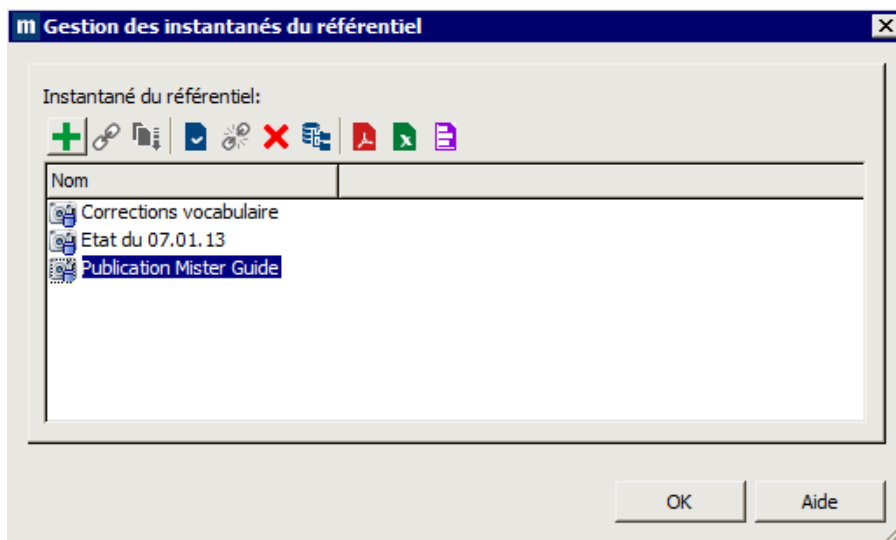 m Gestion des instantanés du référentiel
Instantané du référentiel:
Nom
Corrections vocabulaire
Etat du 07.01.13
Publication Mister Guide
OK
Aide